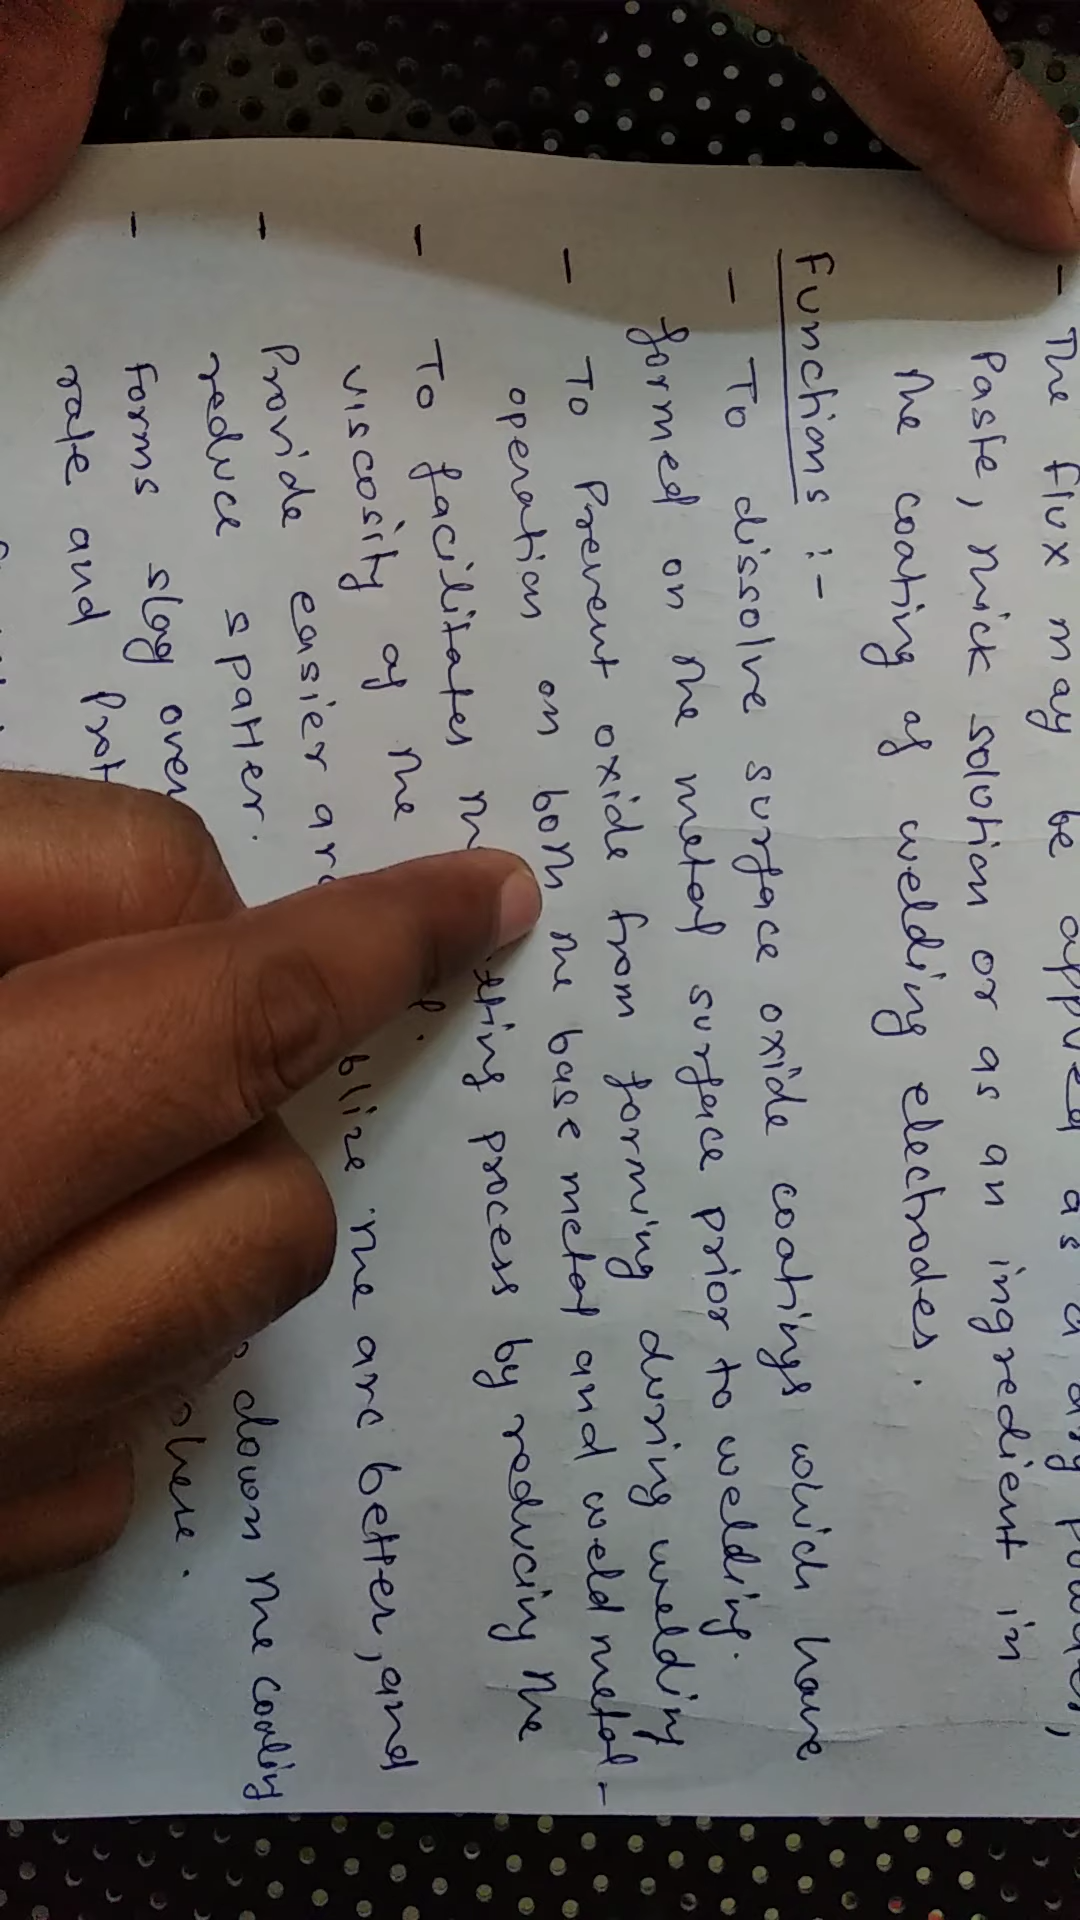 - The flux may be applied as a dry powder,
Paste, thick solution or as an ingredient in
the coating of welding electrodes.
Functions :-
- To dissolve surface oxide coatings which have
formed on the metal surface prior to welding.
- To Prevent oxide from forming during welding
operation on both the base metal and weld metal-
- To facilitates process by reducing the
viscosity of the
- Provide easier arc the arc better, and
reduce spatter.
- forms slag over down the cooling
rate and